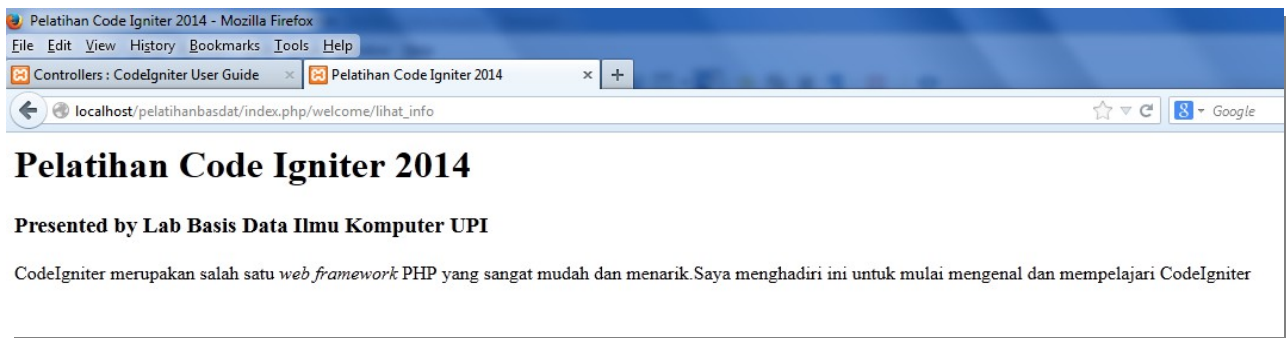 Pelatihan Code Igniter 2014 - Mozilla Firefox
File Edit View History Bookmarks Tools Help
Controllers : CodeIgniter User Guide × Pelatihan Code Igniter 2014 × +
localhost/pelatihanbasdat/index.php/welcome/lihat_info 8 Google
Pelatihan Code Igniter 2014
Presented by Lab Basis Data Ilmu Komputer UPI
CodeIgniter merupakan salah satu web framework PHP yang sangat mudah dan menarik.Saya menghadiri ini untuk mulai mengenal dan mempelajari CodeIgniter